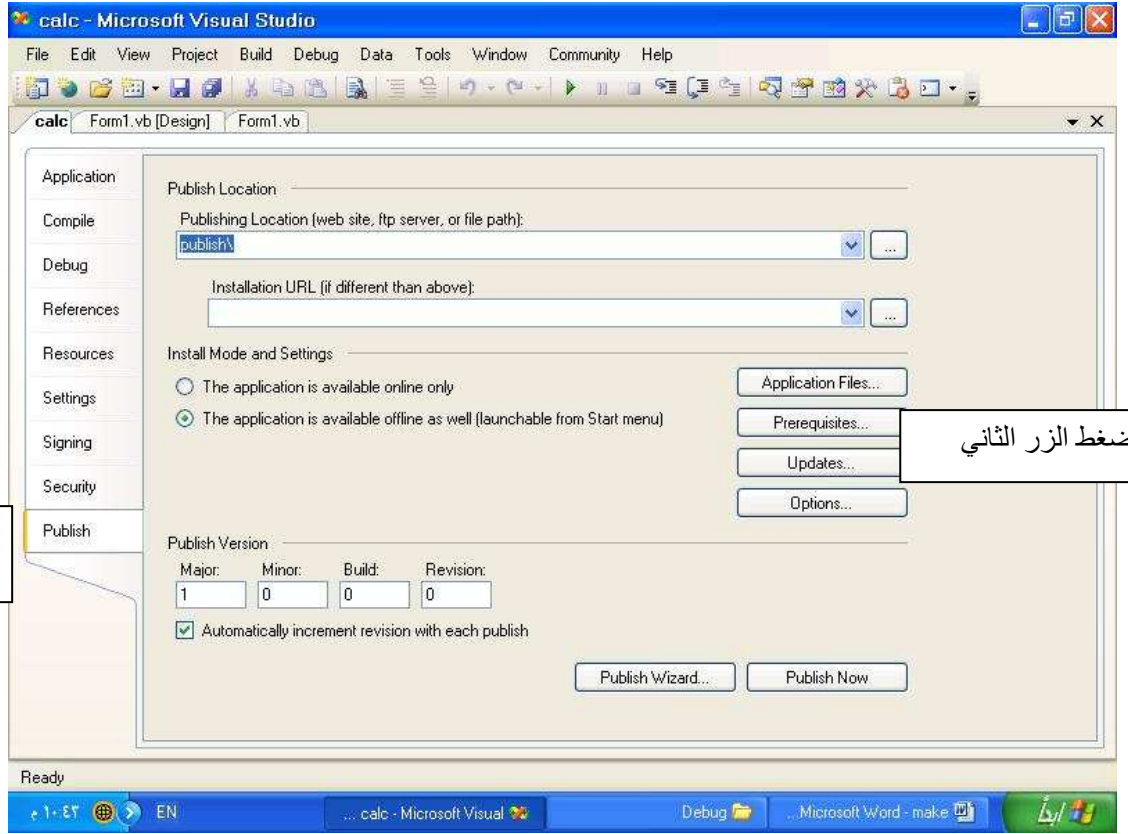 calc - Microsoft Visual Studio
File Edit View Project Build Debug Data Tools Window Community Help
calc Form1.vb [Design] Form1.vb
Application
Compile
Debug
References
Resources
Settings
Signing
Security
Publish
Publish Location
Publishing Location (web site, ftp server, or file path):
publish\
...
Installation URL (if different than above):
...
Install Mode and Settings
The application is available online only
The application is available offline as well (launchable from Start menu)
Application Files...
Prerequisites...
Updates...
Options...
ضغط الزر الثاني
Publish Version
Major: Minor: Build: Revision:
1 0 0 0
Automatically increment revision with each publish
Publish Wizard... Publish Now
Ready
١٠:٤٣ م EN ... calc - Microsoft Visual Debug ...Microsoft Word - make ابدأ